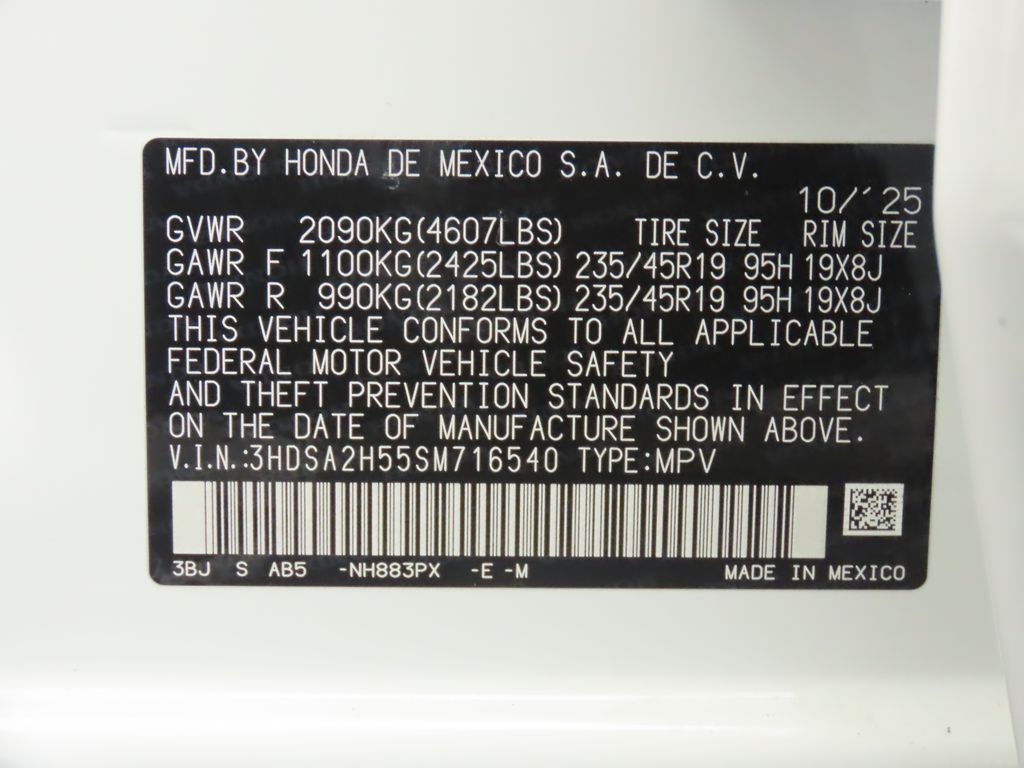 MFD.BY HONDA DE MEXICO S.A. DE C.V.
10/'25
GVWR 2090KG(4607LBS) TIRE SIZE RIM SIZE
GAWR F 1100KG(2425LBS) 235/45R19 95H 19X8J
GAWR R 990KG(2182LBS) 235/45R19 95H 19X8J
THIS VEHICLE CONFORMS TO ALL APPLICABLE
FEDERAL MOTOR VEHICLE SAFETY
AND THEFT PREVENTION STANDARDS IN EFFECT
ON THE DATE OF MANUFACTURE SHOWN ABOVE.
V.I.N.:3HDSA2H55SM716540 TYPE:MPV
3BJ S AB5 -NH883PX -E -M MADE IN MEXICO